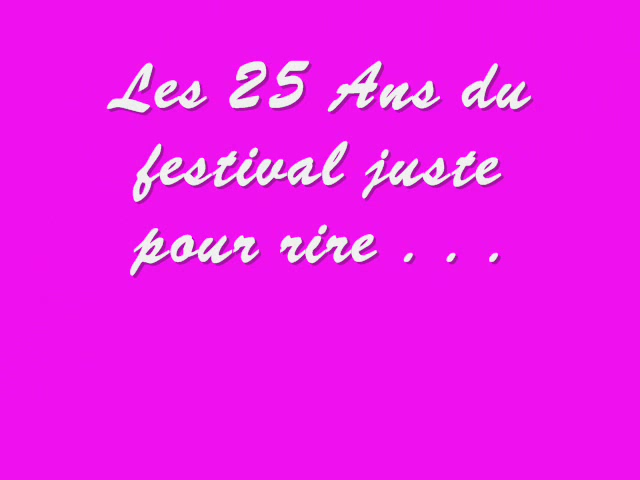 Les 25 Ans du
festival juste
pour rire . . .